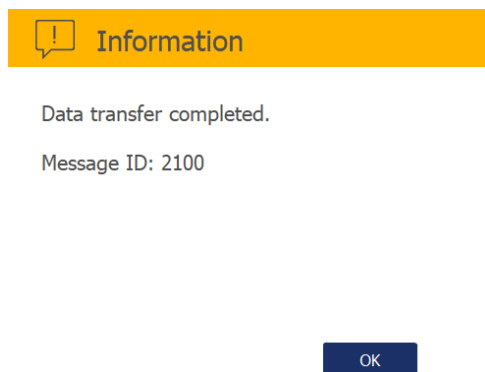 Information
Data transfer completed.
Message ID: 2100
OK